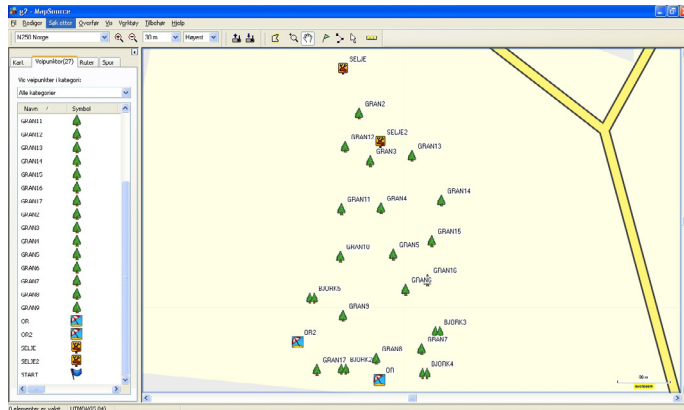 g7 - MapSource
Fil Rediger Søk etter Overfør Vis Verktøy Tilbehør Hjelp
N250 Norge 30 m Høyest
Kart Veipunkter(27) Ruter Spor
Vis veipunkter i kategori:
Alle kategorier
Navn / Symbol
GRAN11
GRAN12
GRAN13
GRAN14
GRAN15
GRAN16
GRAN17
GRAN2
GRAN3
GRAN4
GRAN5
GRAN6
GRAN7
GRAN8
GRAN9
OR
OR2
SELJE
SELJE2
START
SELJE
GRAN2
GRAN12 SELJE2
GRAN3 GRAN13
GRAN14
GRAN11 GRAN4
GRAN15
GRAN10 GRAN5
GRAN16
GRAN6
BJORK5
GRAN9
BJORK3
OR2
GRAN7
GRAN8
GRAN17 BJORK2 BJORK4
OR
0 elementer er valgt